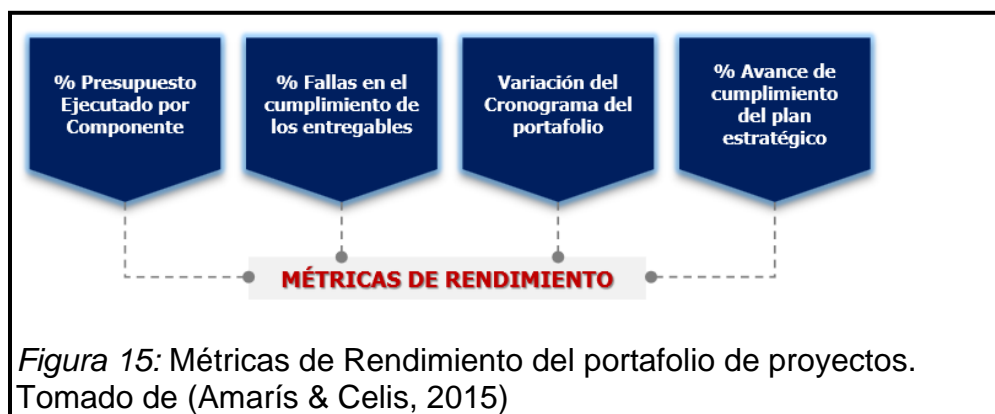 % Presupuesto
Ejecutado por
Componente
% Fallas en el
cumplimiento de
los entregables
Variación del
Cronograma del
portafolio
% Avance de
cumplimiento
del plan
estratégico
MÉTRICAS DE RENDIMIENTO
Figura 15: Métricas de Rendimiento del portafolio de proyectos.
Tomado de (Amarís & Celis, 2015)